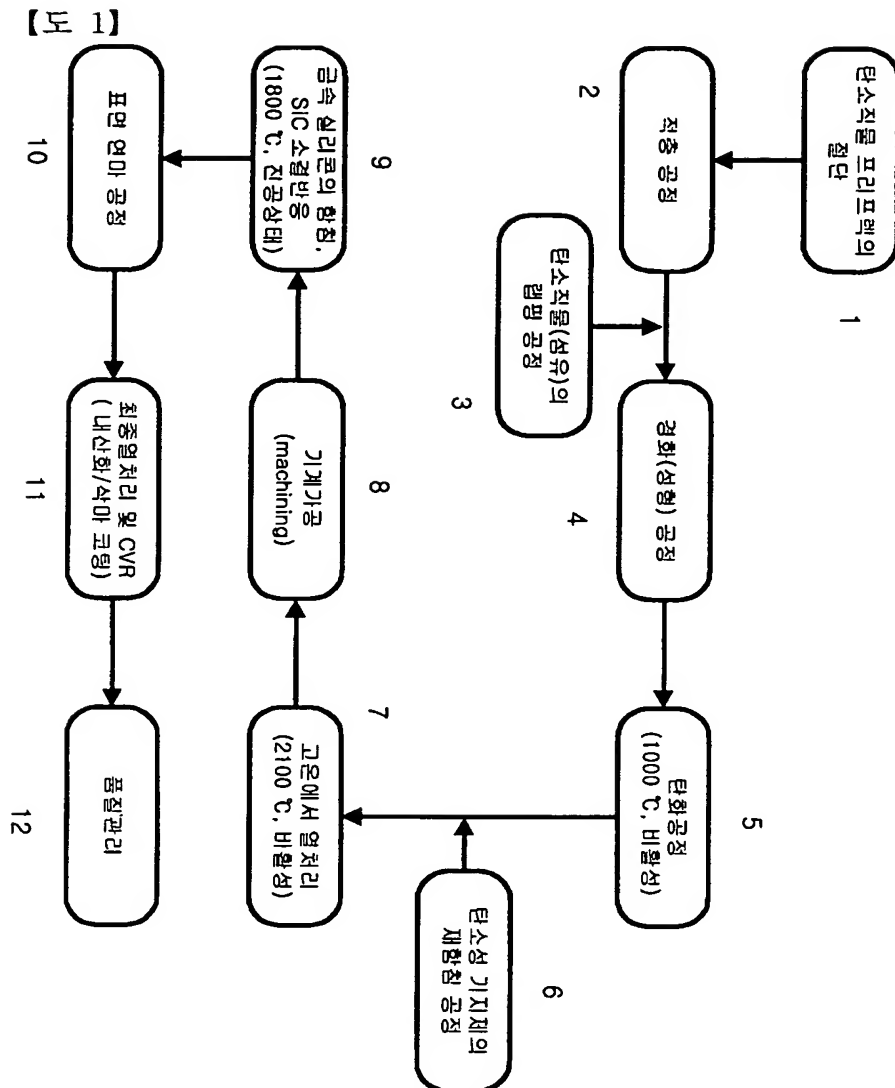 【도 1】
탄소직물 프리프렉의
절단
1
적층 공정
2
탄소직물(섬유)의
랩핑 공정
3
경화(성형) 공정
4
탄화공정
(1000 ℃, 비활성)
5
탄소성 기지재의
재함침 공정
6
고온에서 열처리
(2100 ℃, 비활성)
7
기계가공
(machining)
8
금속 실리콘의 함침,
SIC 소결반응
(1800 ℃, 진공상태)
9
표면 연마 공정
10
최종열처리 및 CVR
(내산화/삭마 코팅)
11
품질관리
12